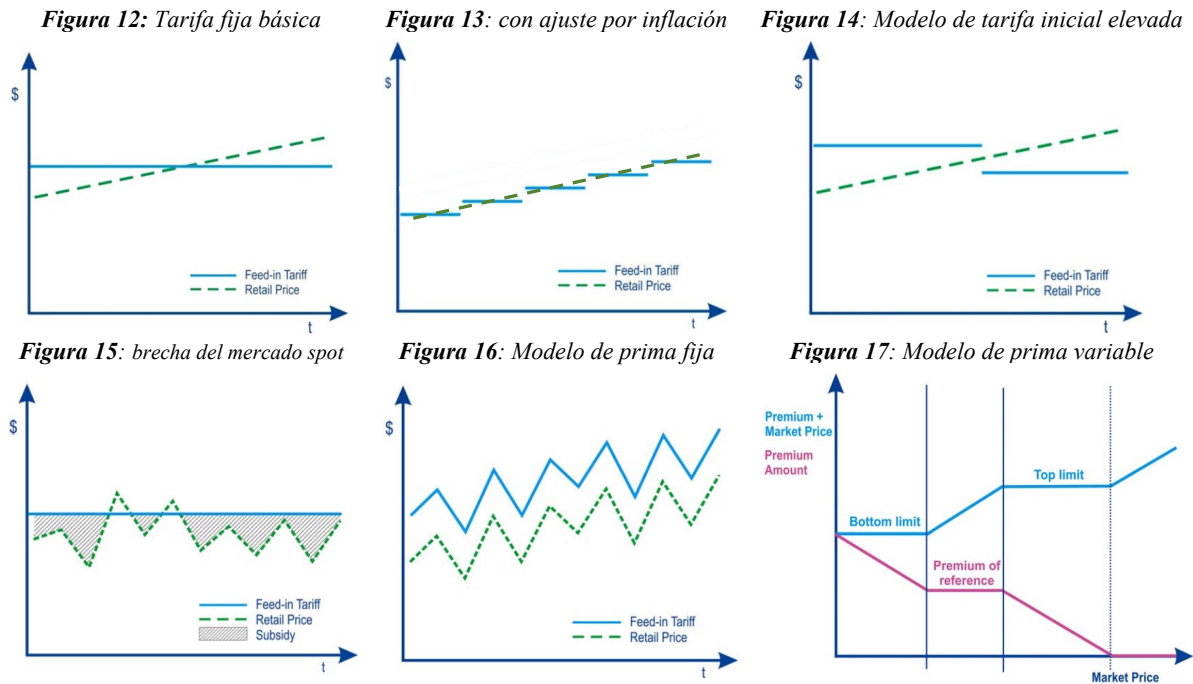 Figura 12: Tarifa fija básica
$
Feed-in Tariff
Retail Price
t
Figura 13: con ajuste por inflación
$
Feed-in Tariff
Retail Price
t
Figura 14: Modelo de tarifa inicial elevada
$
Feed-in Tariff
Retail Price
t
Figura 15: brecha del mercado spot
$
Feed-in Tariff
Retail Price
Subsidy
t
Figura 16: Modelo de prima fija
$
Feed-in Tariff
Retail Price
t
Figura 17: Modelo de prima variable
Premium +
Market Price
Premium
Amount
Top limit
Bottom limit
Premium of
reference
Market Price